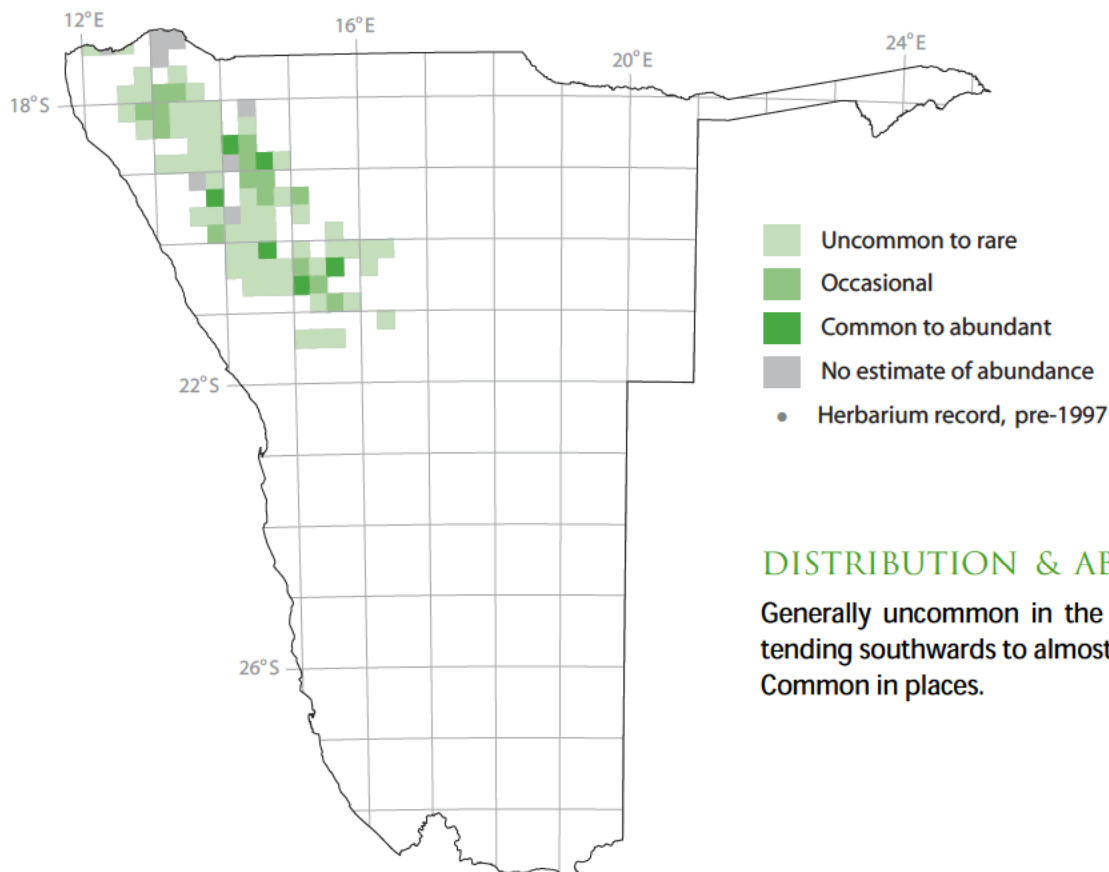 12°E
16°E
20°E
24°E
18°S
22°S
26°S
Uncommon to rare
Occasional
Common to abundant
No estimate of abundance
Herbarium record, pre-1997
DISTRIBUTION & AB
Generally uncommon in the
tending southwards to almost
Common in places.